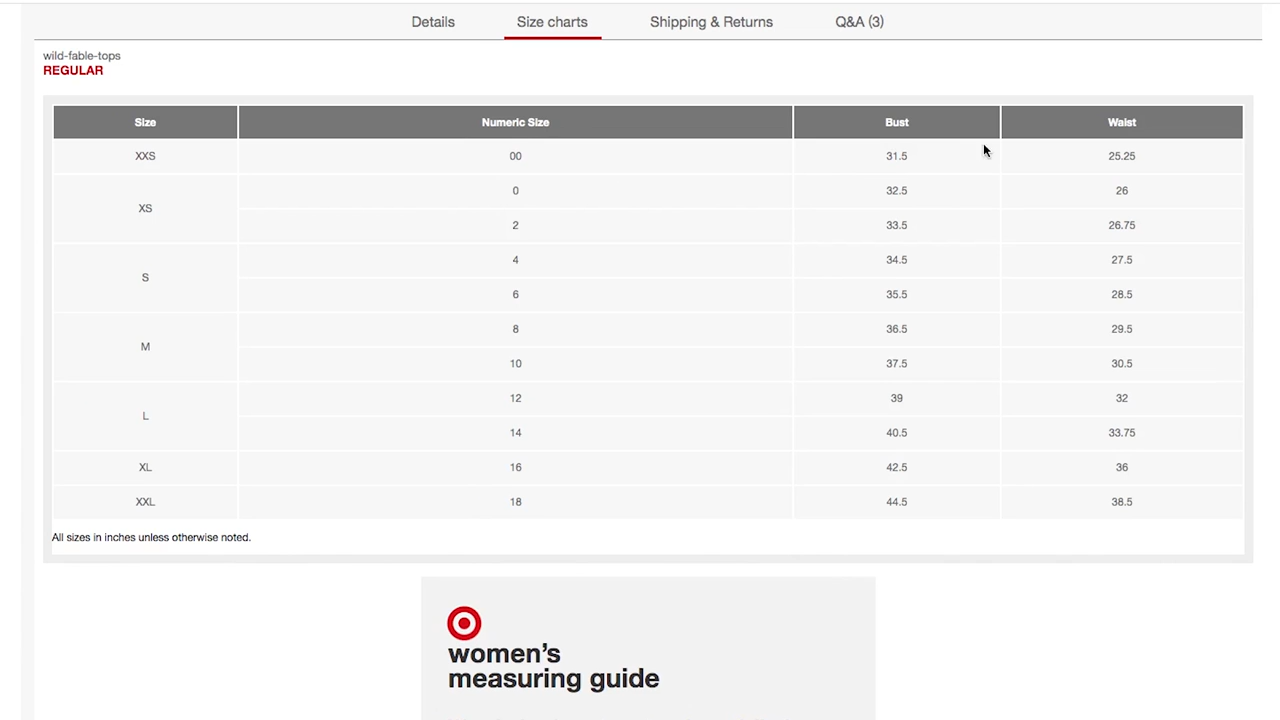 Details Size charts Shipping & Returns Q&A (3)
wild-fable-tops
REGULAR
Size Numeric Size Bust Waist
XXS 00 31.5 25.25
XS 0 32.5 26
2 33.5 26.75
S 4 34.5 27.5
6 35.5 28.5
M 8 36.5 29.5
10 37.5 30.5
L 12 39 32
14 40.5 33.75
XL 16 42.5 36
XXL 18 44.5 38.5
All sizes in inches unless otherwise noted.
women's
measuring guide